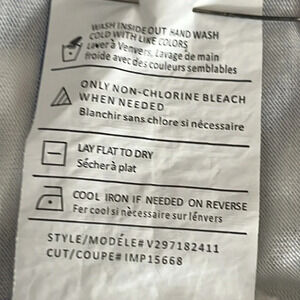 WASH INSIDE OUT HAND WASH
COLD WITH LIKE COLORS
Laver à l'envers, Lavage de main
froide avec des couleurs semblables
ONLY NON-CHLORINE BLEACH
WHEN NEEDED
Blanchir sans chlore si nécessaire
LAY FLAT TO DRY
Sécher à plat
COOL IRON IF NEEDED ON REVERSE
Fer cool si nécessaire sur lénvers
STYLE/MODÉLE# V297182411
CUT/COUPE# IMP15668